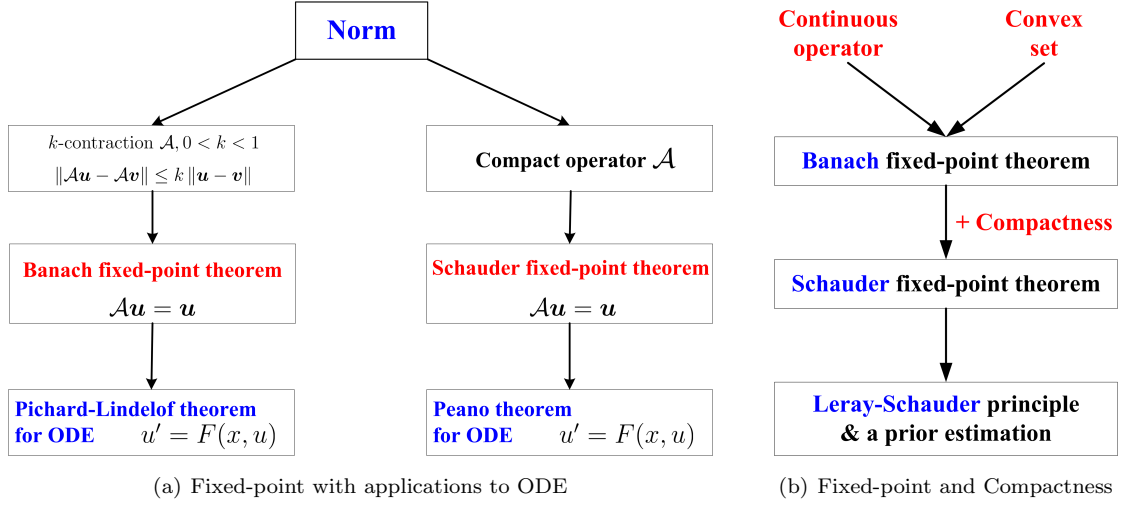 Norm
k-contraction 𝒜, 0 < k < 1
‖𝒜u − 𝒜v‖ ≤ k ‖u − v‖
Compact operator 𝒜
Banach fixed-point theorem
𝒜u = u
Schauder fixed-point theorem
𝒜u = u
Pichard-Lindelof theorem
for ODE u′ = F(x, u)
Peano theorem
for ODE u′ = F(x, u)
(a) Fixed-point with applications to ODE
Continuous
operator
Convex
set
Banach fixed-point theorem
+ Compactness
Schauder fixed-point theorem
Leray-Schauder principle
& a prior estimation
(b) Fixed-point and Compactness